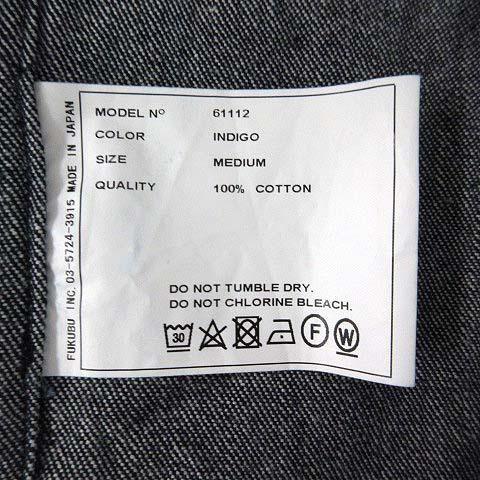 MODEL Nº 61112
COLOR INDIGO
SIZE MEDIUM
QUALITY 100% COTTON
DO NOT TUMBLE DRY.
DO NOT CHLORINE BLEACH.
30 F W
FUKUBU INC. 03-5724-3915 MADE IN JAPAN